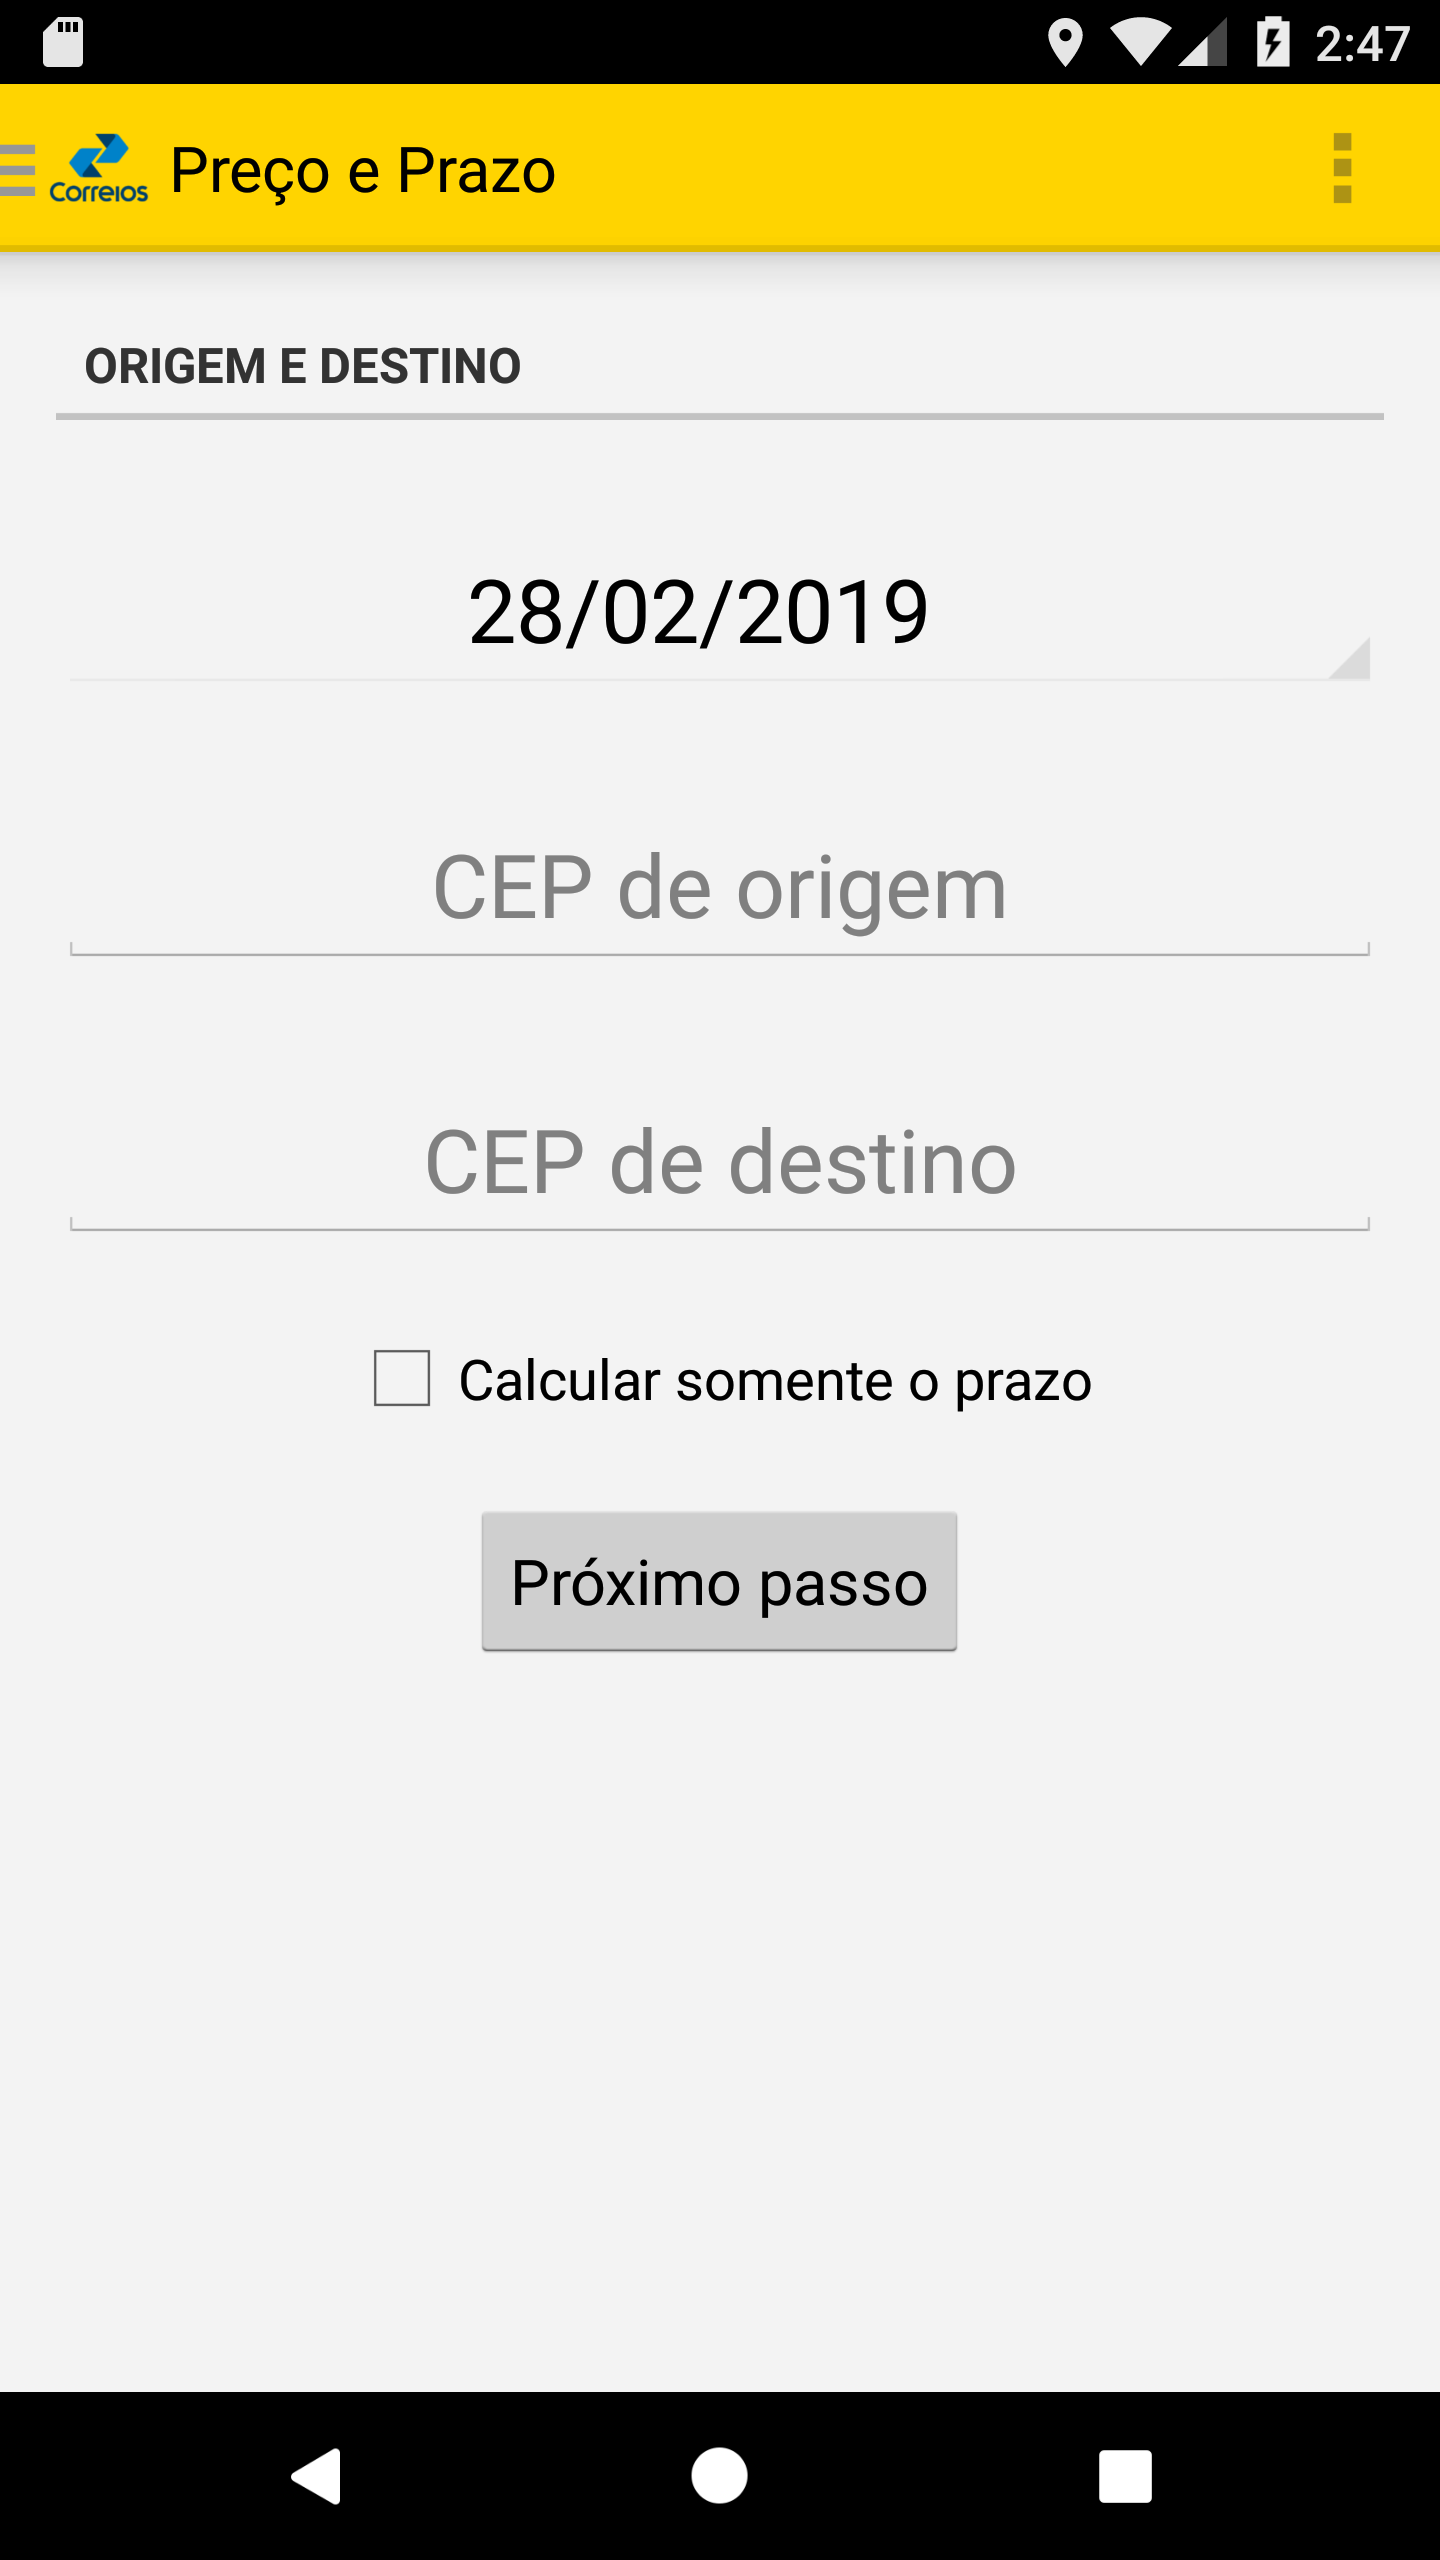 2:47
Correios
Preço e Prazo
ORIGEM E DESTINO
28/02/2019
CEP de origem
CEP de destino
Calcular somente o prazo
Próximo passo